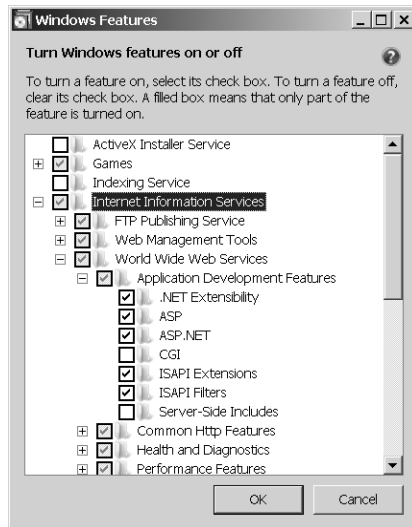 Windows Features
Turn Windows features on or off
To turn a feature on, select its check box. To turn a feature off,
clear its check box. A filled box means that only part of the
feature is turned on.
ActiveX Installer Service
Games
Indexing Service
Internet Information Services
FTP Publishing Service
Web Management Tools
World Wide Web Services
Application Development Features
.NET Extensibility
ASP
ASP.NET
CGI
ISAPI Extensions
ISAPI Filters
Server-Side Includes
Common Http Features
Health and Diagnostics
Performance Features
OK Cancel